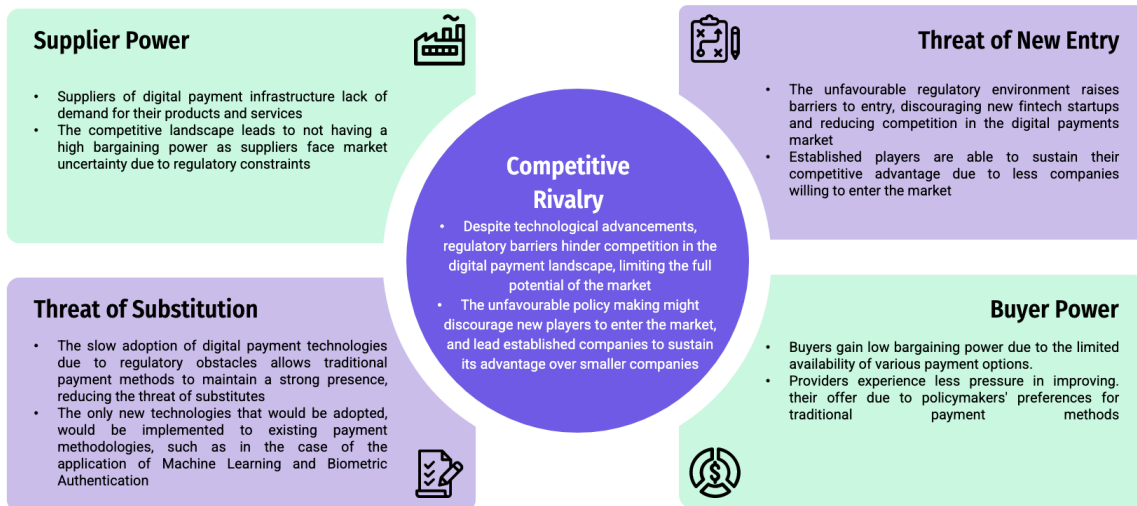 Supplier Power
• Suppliers of digital payment infrastructure lack of
demand for their products and services
• The competitive landscape leads to not having a
high bargaining power as suppliers face market
uncertainty due to regulatory constraints
Threat of New Entry
• The unfavourable regulatory environment raises
barriers to entry, discouraging new fintech startups
and reducing competition in the digital payments
market
• Established players are able to sustain their
competitive advantage due to less companies
willing to enter the market
Competitive
Rivalry
• Despite technological advancements,
regulatory barriers hinder competition in the
digital payment landscape, limiting the full
potential of the market
• The unfavourable policy making might
discourage new players to enter the market,
and lead established companies to sustain
its advantage over smaller companies
Threat of Substitution
• The slow adoption of digital payment technologies
due to regulatory obstacles allows traditional
payment methods to maintain a strong presence,
reducing the threat of substitutes
• The only new technologies that would be adopted,
would be implemented to existing payment
methodologies, such as in the case of the
application of Machine Learning and Biometric
Authentication
Buyer Power
• Buyers gain low bargaining power due to the limited
availability of various payment options.
• Providers experience less pressure in improving.
their offer due to policymakers' preferences for
traditional payment methods